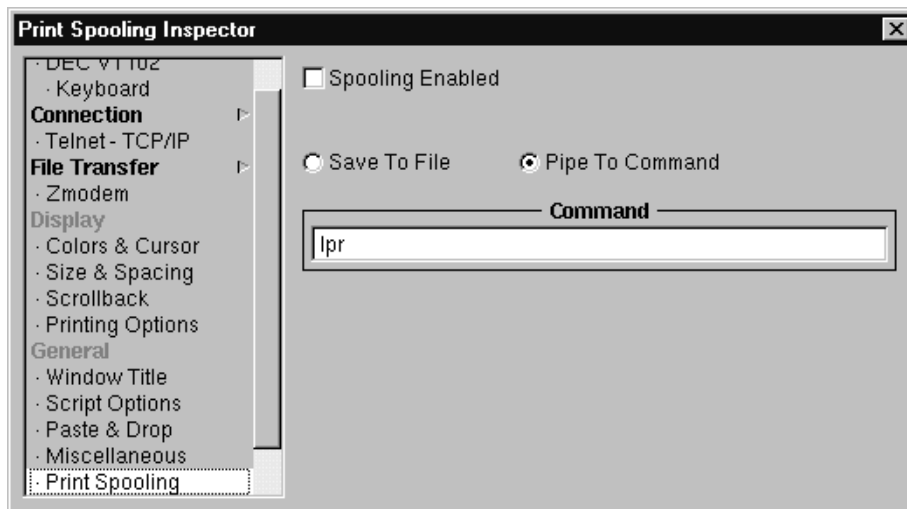 Print Spooling Inspector
· DEC VT102
· Keyboard
Connection
· Telnet - TCP/IP
File Transfer
· Zmodem
Display
· Colors & Cursor
· Size & Spacing
· Scrollback
· Printing Options
General
· Window Title
· Script Options
· Paste & Drop
· Miscellaneous
· Print Spooling
Spooling Enabled
Save To File
Pipe To Command
Command
lpr